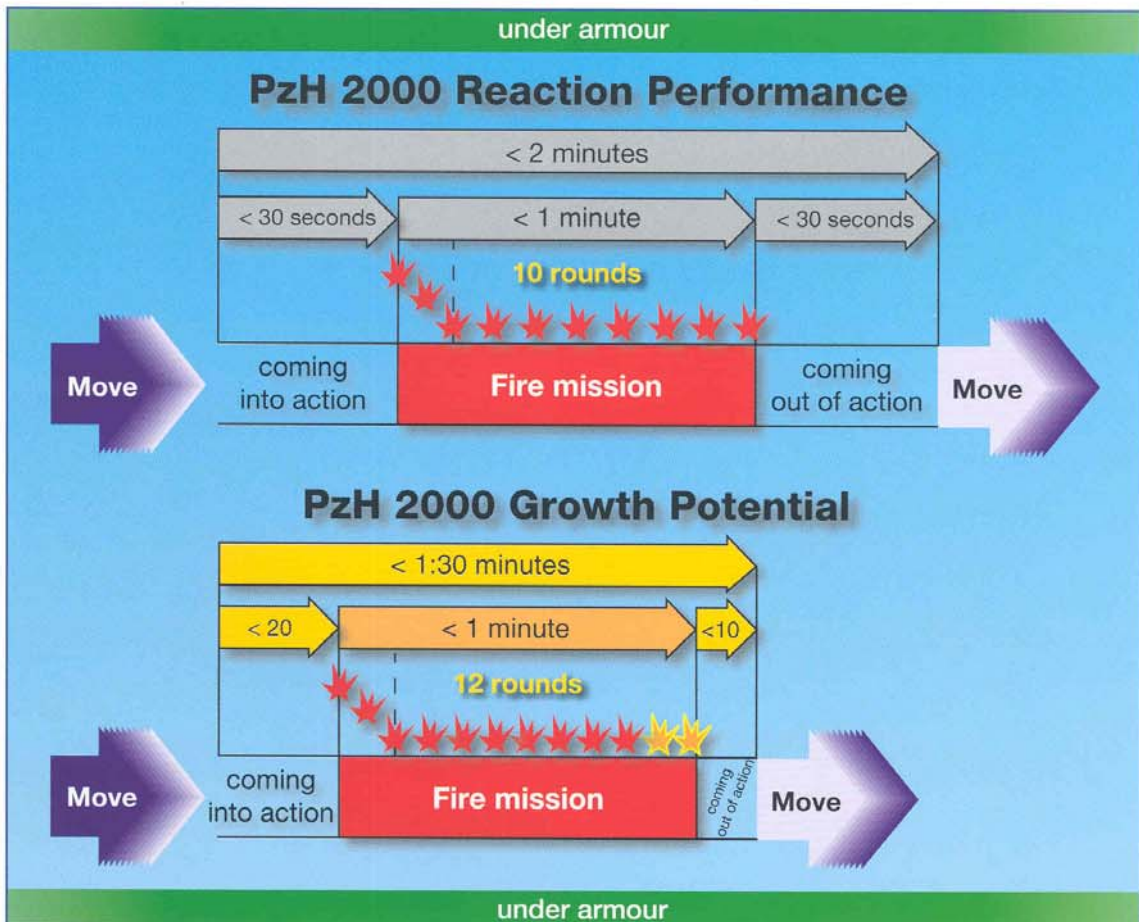 under armour
PzH 2000 Reaction Performance
< 2 minutes
< 30 seconds
< 1 minute
< 30 seconds
10 rounds
Move
coming
into action
Fire mission
coming
out of action
Move
PzH 2000 Growth Potential
< 1:30 minutes
< 20
< 1 minute
<10
12 rounds
Move
coming
into action
Fire mission
coming
out of action
Move
under armour